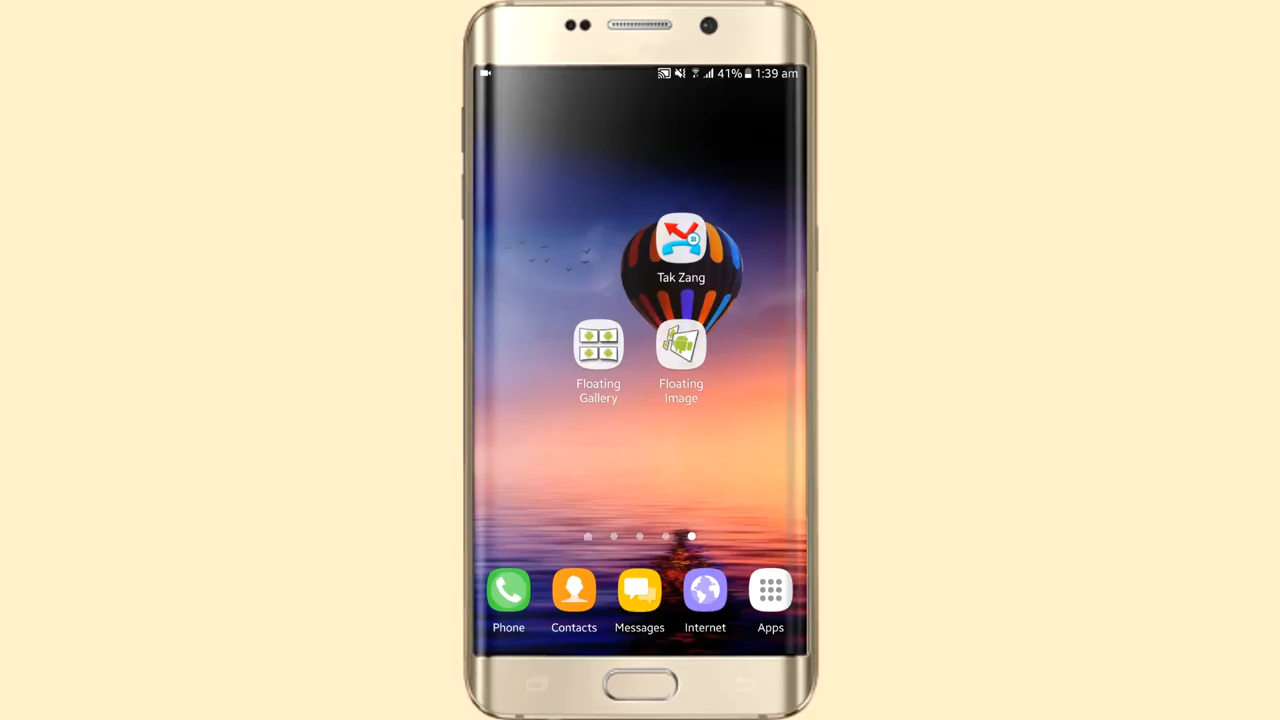 41% 1:39 am
Tak Zang
Floating
Gallery
Floating
Image
Phone
Contacts
Messages
Internet
Apps